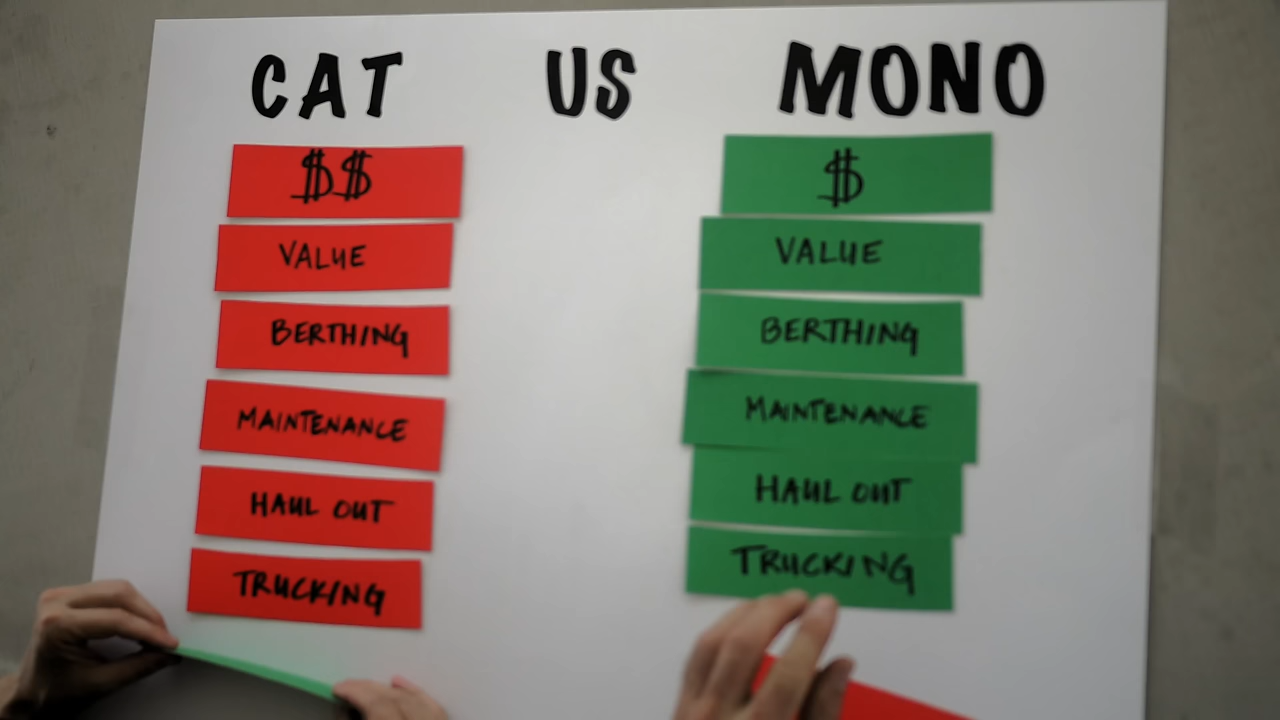 CAT US MONO
$$
VALUE
BERTHING
MAINTENANCE
HAUL OUT
TRUCKING
$
VALUE
BERTHING
MAINTENANCE
HAUL OUT
TRUCKING